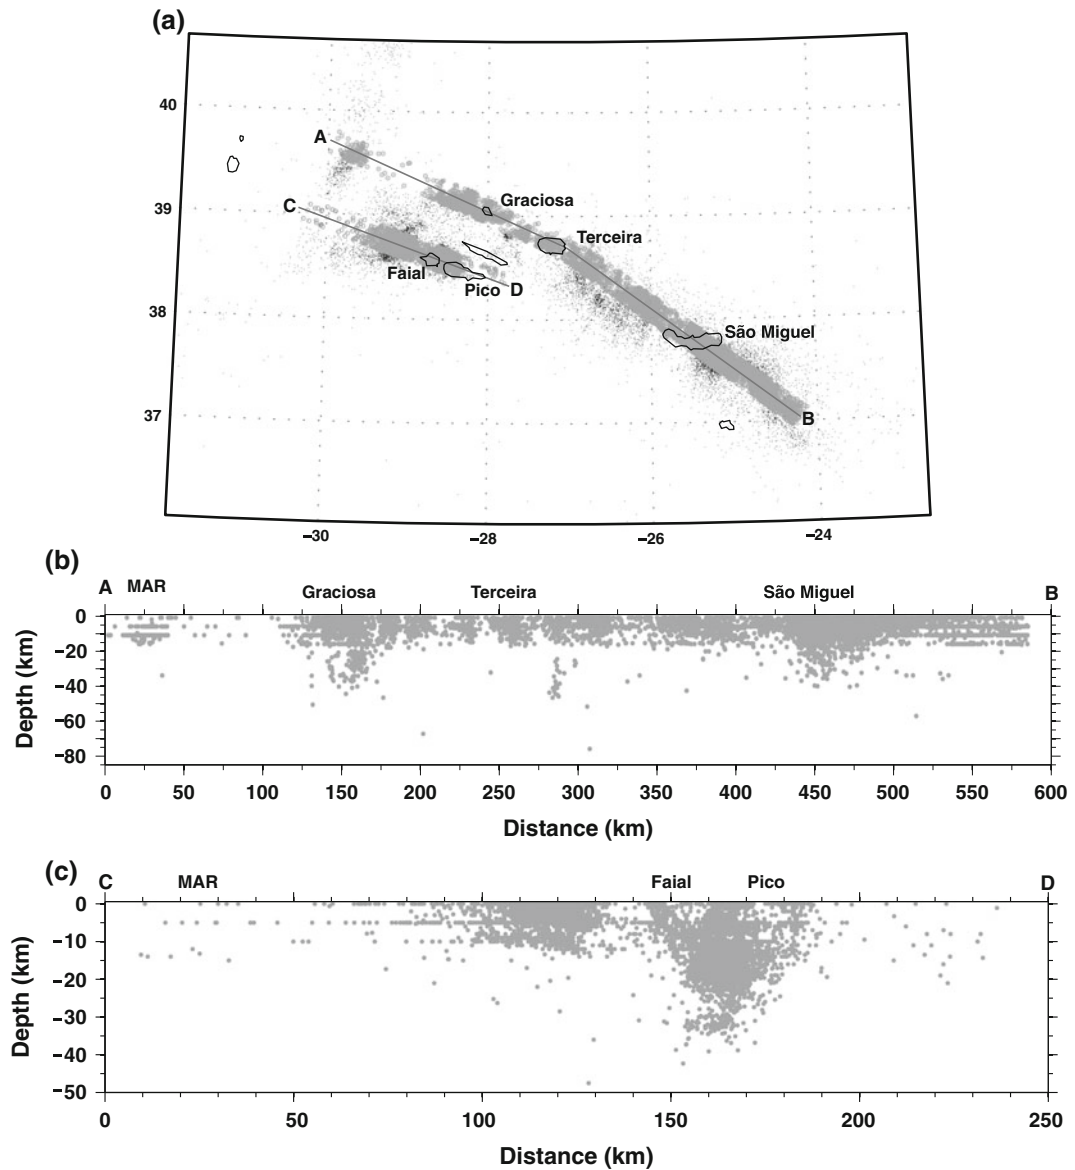 (a)
40
39
38
37
A
C
Graciosa
Terceira
Faial
Pico D
São Miguel
B
−30
−28
−26
−24
(b)
A MAR Graciosa Terceira São Miguel B
0
−20
−40
−60
−80
Depth (km)
0 50 100 150 200 250 300 350 400 450 500 550 600
Distance (km)
(c)
C MAR Faial Pico D
0
−10
−20
−30
−40
−50
Depth (km)
0 50 100 150 200 250
Distance (km)